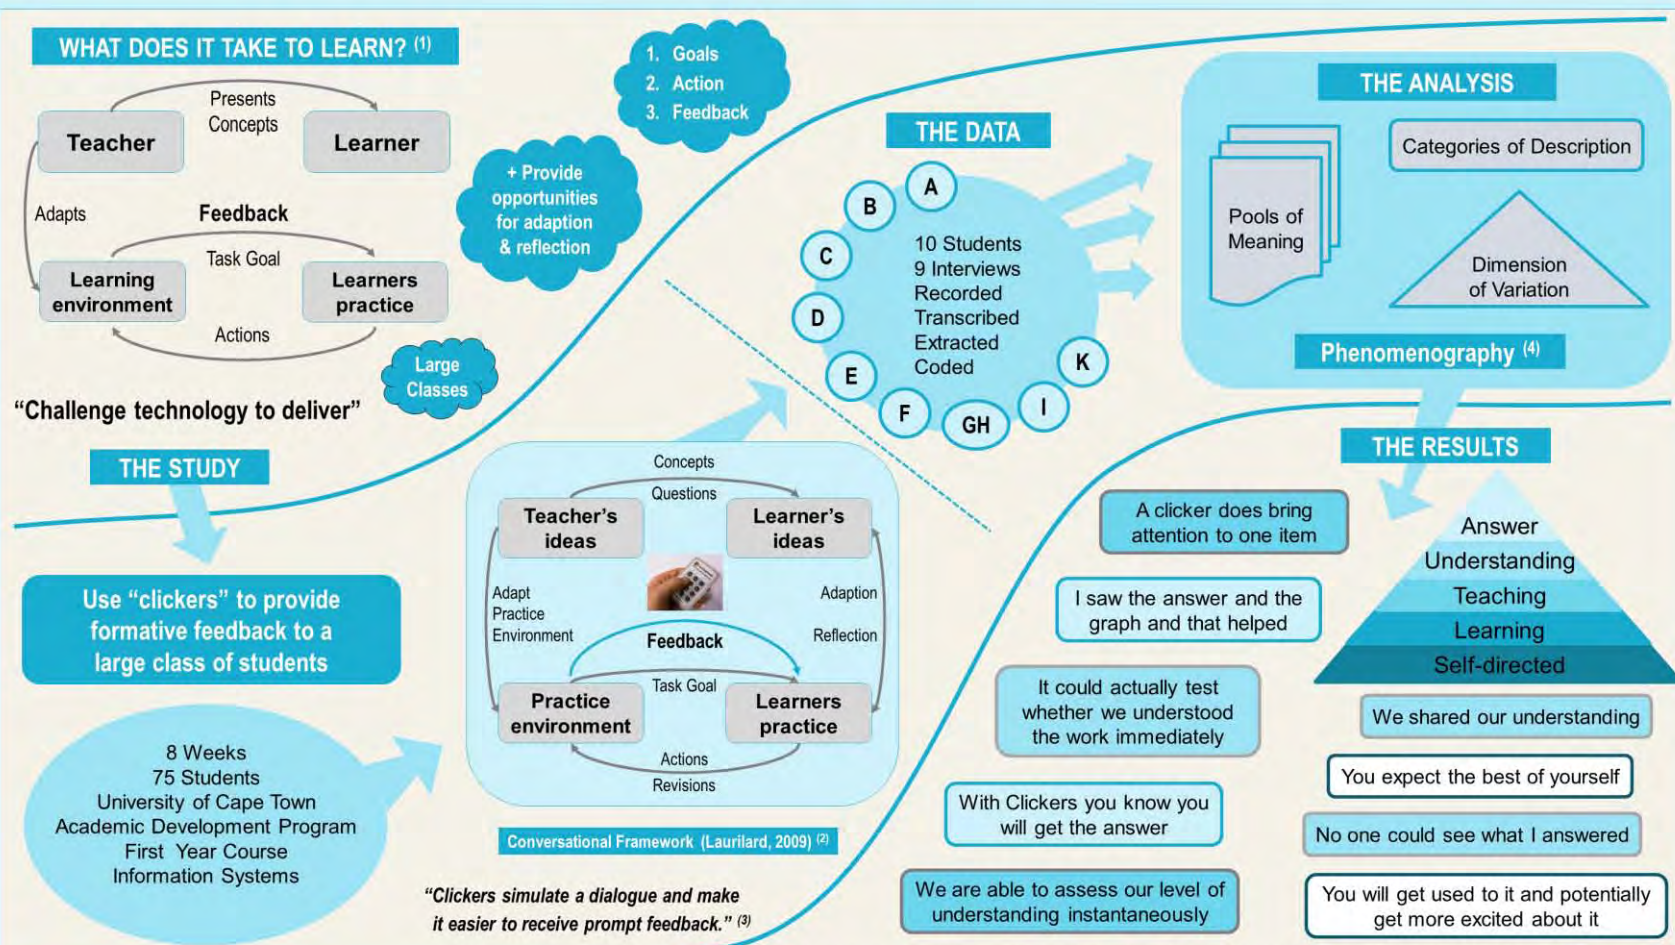 WHAT DOES IT TAKE TO LEARN? (1)
Presents
Concepts
Teacher
Learner
Adapts
Feedback
Task Goal
Learning
environment
Learners
practice
Actions
1. Goals
2. Action
3. Feedback
+ Provide
opportunities
for adaption
& reflection
Large
Classes
“Challenge technology to deliver”
THE STUDY
Use “clickers” to provide
formative feedback to a
large class of students
8 Weeks
75 Students
University of Cape Town
Academic Development Program
First Year Course
Information Systems
Concepts
Questions
Teacher’s
ideas
Learner’s
ideas
Adapt
Practice
Environment
Adaption
Reflection
Feedback
Task Goal
Practice
environment
Learners
practice
Actions
Revisions
Conversational Framework (Laurilard, 2009) (2)
“Clickers simulate a dialogue and make
it easier to receive prompt feedback.” (3)
THE DATA
A
B
C
D
E
F
GH
I
K
10 Students
9 Interviews
Recorded
Transcribed
Extracted
Coded
THE ANALYSIS
Pools of
Meaning
Categories of Description
Dimension
of Variation
Phenomenography (4)
THE RESULTS
Answer
Understanding
Teaching
Learning
Self-directed
A clicker does bring
attention to one item
I saw the answer and the
graph and that helped
It could actually test
whether we understood
the work immediately
With Clickers you know you
will get the answer
We are able to assess our level of
understanding instantaneously
We shared our understanding
You expect the best of yourself
No one could see what I answered
You will get used to it and potentially
get more excited about it